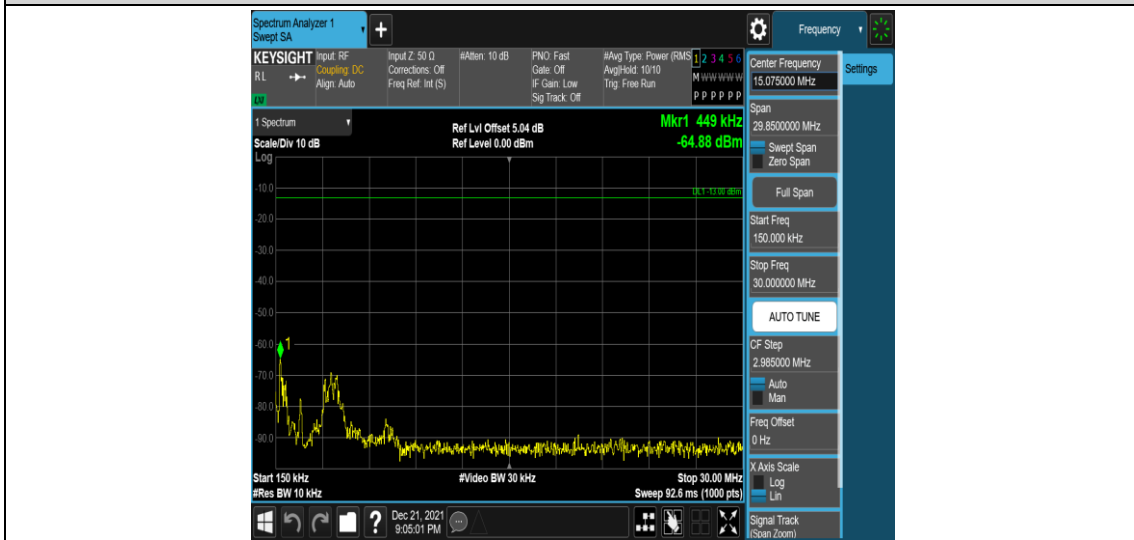 Spectrum Analyzer 1
Swept SA
+
Frequency
KEYSIGHT
RL
LXI
Input: RF
Coupling: DC
Align: Auto
Input Z: 50 Ω
Corrections: Off
Freq Ref: Int (S)
#Atten: 10 dB
PNO: Fast
Gate: Off
IF Gain: Low
Sig Track: Off
#Avg Type: Power (RMS
Avg|Hold: 10/10
Trig: Free Run
1 2 3 4 5 6
M W W W W W
P P P P P P
1 Spectrum
Scale/Div 10 dB
Log
Ref Lvl Offset 5.04 dB
Ref Level 0.00 dBm
Mkr1 449 kHz
-64.88 dBm
-10.0
DL1 -13.00 dBm
-20.0
-30.0
-40.0
-50.0
-60.0
1
-70.0
-80.0
-90.0
Start 150 kHz
#Res BW 10 kHz
#Video BW 30 kHz
Stop 30.00 MHz
Sweep 92.6 ms (1000 pts)
?
Dec 21, 2021
9:05:01 PM
Center Frequency
15.075000 MHz
Settings
Span
29.8500000 MHz
Swept Span
Zero Span
Full Span
Start Freq
150.000 kHz
Stop Freq
30.000000 MHz
AUTO TUNE
CF Step
2.985000 MHz
Auto
Man
Freq Offset
0 Hz
X Axis Scale
Log
Lin
Signal Track
(Span Zoom)